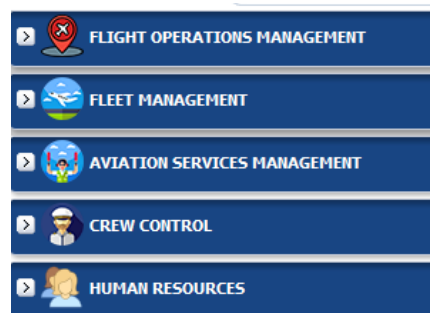 FLIGHT OPERATIONS MANAGEMENT
FLEET MANAGEMENT
AVIATION SERVICES MANAGEMENT
CREW CONTROL
HUMAN RESOURCES